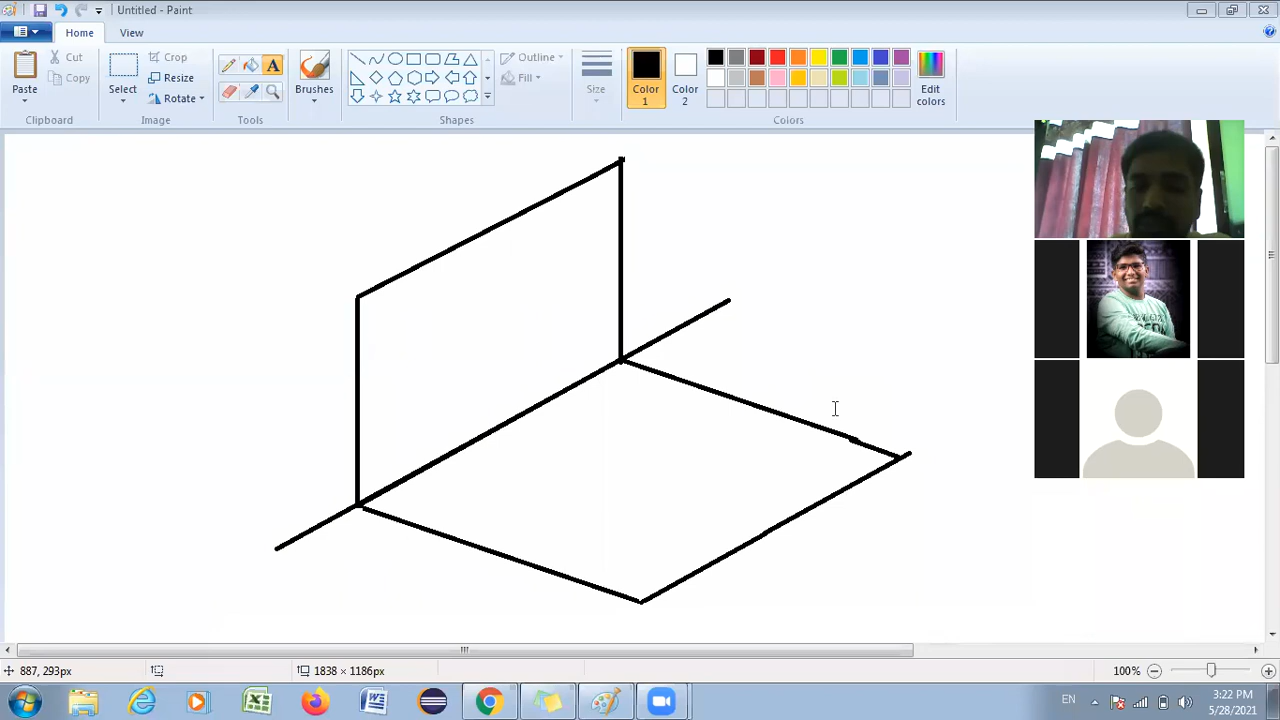 Untitled - Paint
Home
View
Paste
Cut
Copy
Clipboard
Select
Crop
Resize
Rotate
Image
A
Tools
Brushes
Outline
Fill
Shapes
Size
Color 1
Color 2
Edit colors
Colors
887, 293px
1838 × 1186px
100%
EN
3:22 PM
5/28/2021